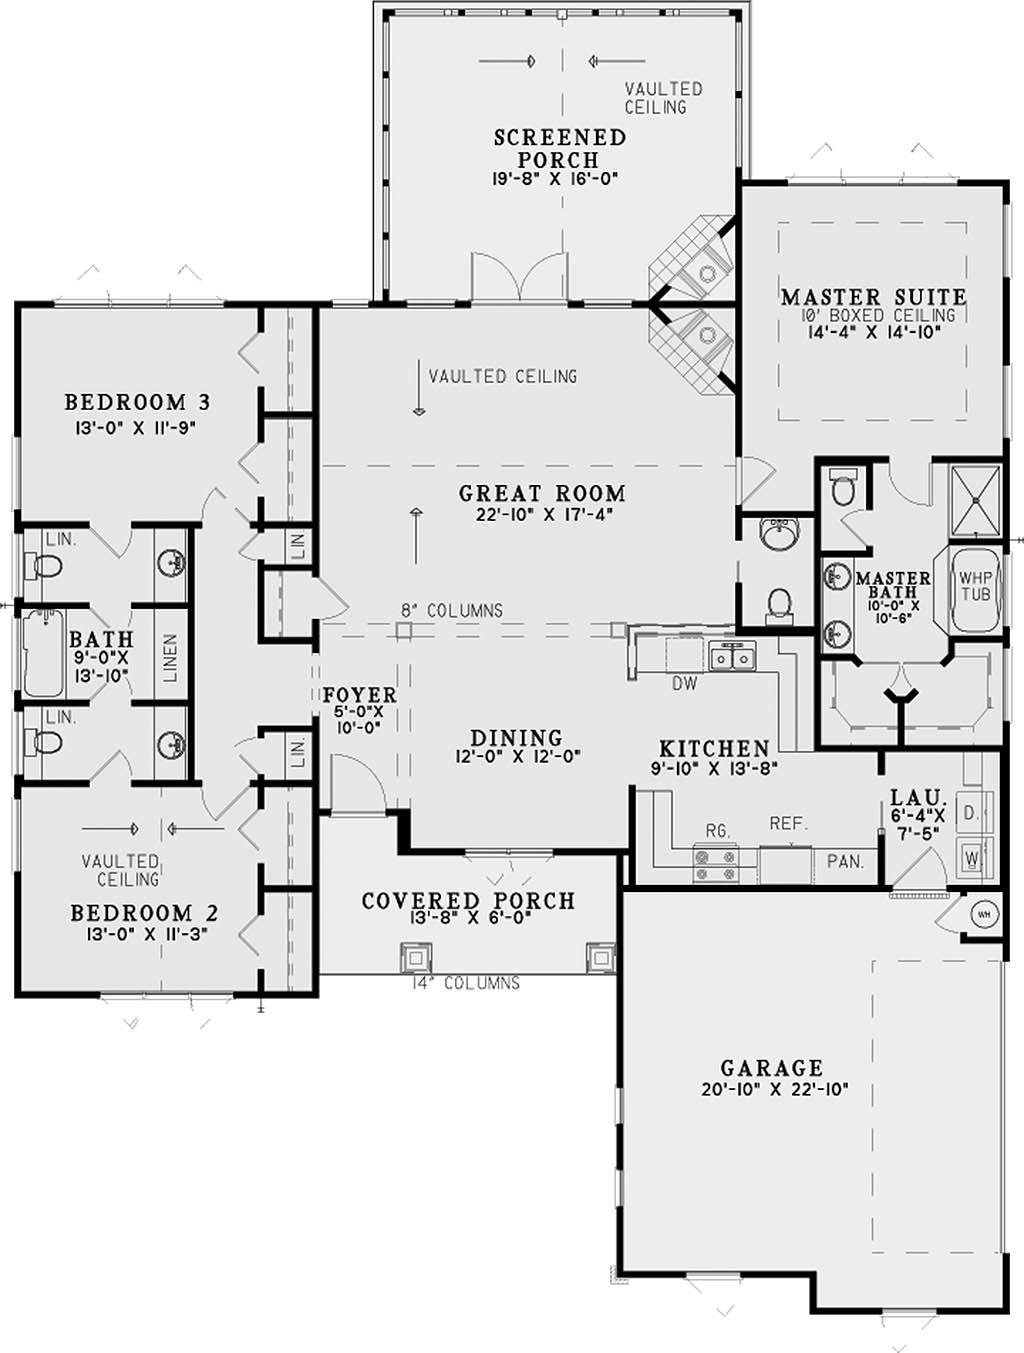 VAULTED
CEILING
SCREENED
PORCH
19'-8" X 16'-0"
MASTER SUITE
10' BOXED CEILING
14'-4" X 14'-10"
VAULTED CEILING
BEDROOM 3
13'-0" X 11'-9"
GREAT ROOM
22'-10" X 17'-4"
LIN.
LIN.
WHP
TUB
MASTER
BATH
10'-0" X
10'-6"
8" COLUMNS
BATH
9'-0"X
13'-10"
LINEN
DW
FOYER
5'-0"X
10'-0"
LIN.
DINING
12'-0" X 12'-0"
KITCHEN
9'-10" X 13'-8"
LIN.
LAU.
6'-4"X
7'-5"
D.
RG.
REF.
PAN.
W.
VAULTED
CEILING
BEDROOM 2
13'-0" X 11'-3"
COVERED PORCH
13'-8" X 6'-0"
WH
14" COLUMNS
GARAGE
20'-10" X 22'-10"